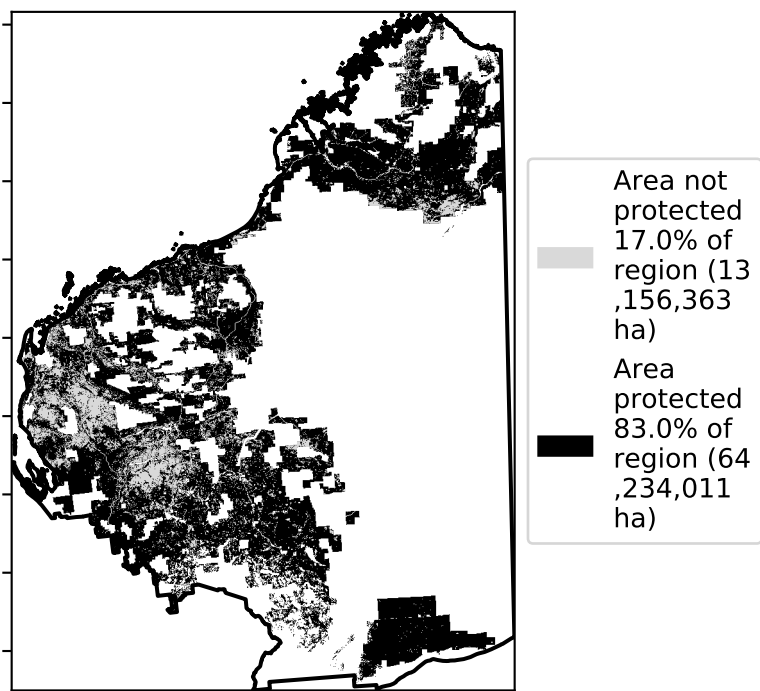 Area not
protected
17.0% of
region (13
,156,363
ha)
Area
protected
83.0% of
region (64
,234,011
ha)